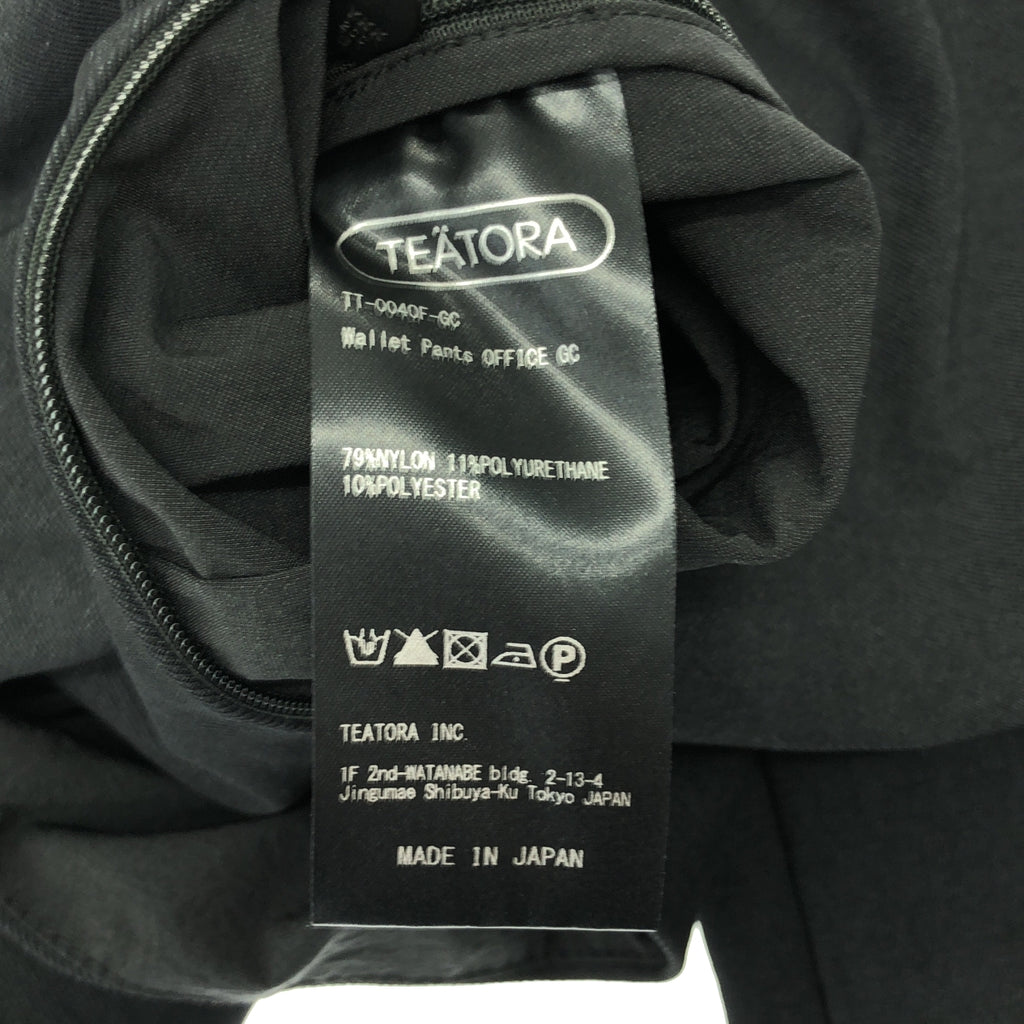 TEÄTORA
TT-004OF-GC
Wallet Pants OFFICE GC
79%NYLON 11%POLYURETHANE
10%POLYESTER
P
TEATORA INC.
1F 2nd-WATANABE bldg. 2-13-4
Jingumae Shibuya-Ku Tokyo JAPAN
MADE IN JAPAN